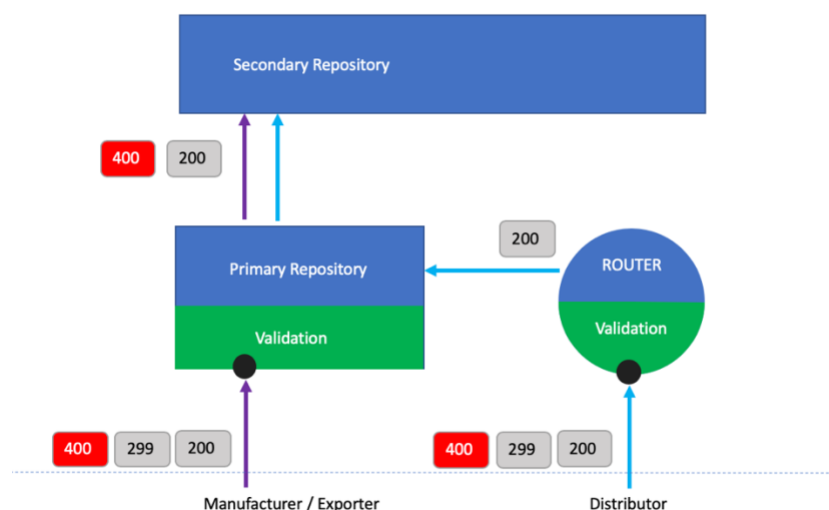 Secondary Repository
400 200
200
Primary Repository
ROUTER
Validation
Validation
400 299 200
400 299 200
Manufacturer / Exporter
Distributor